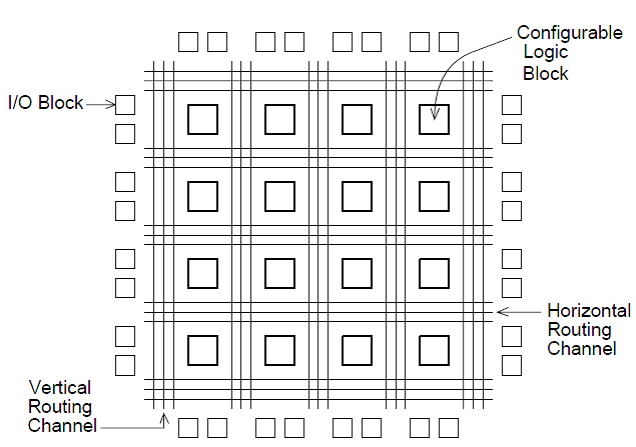 Configurable
Logic
Block
I/O Block
Horizontal
Routing
Channel
Vertical
Routing
Channel